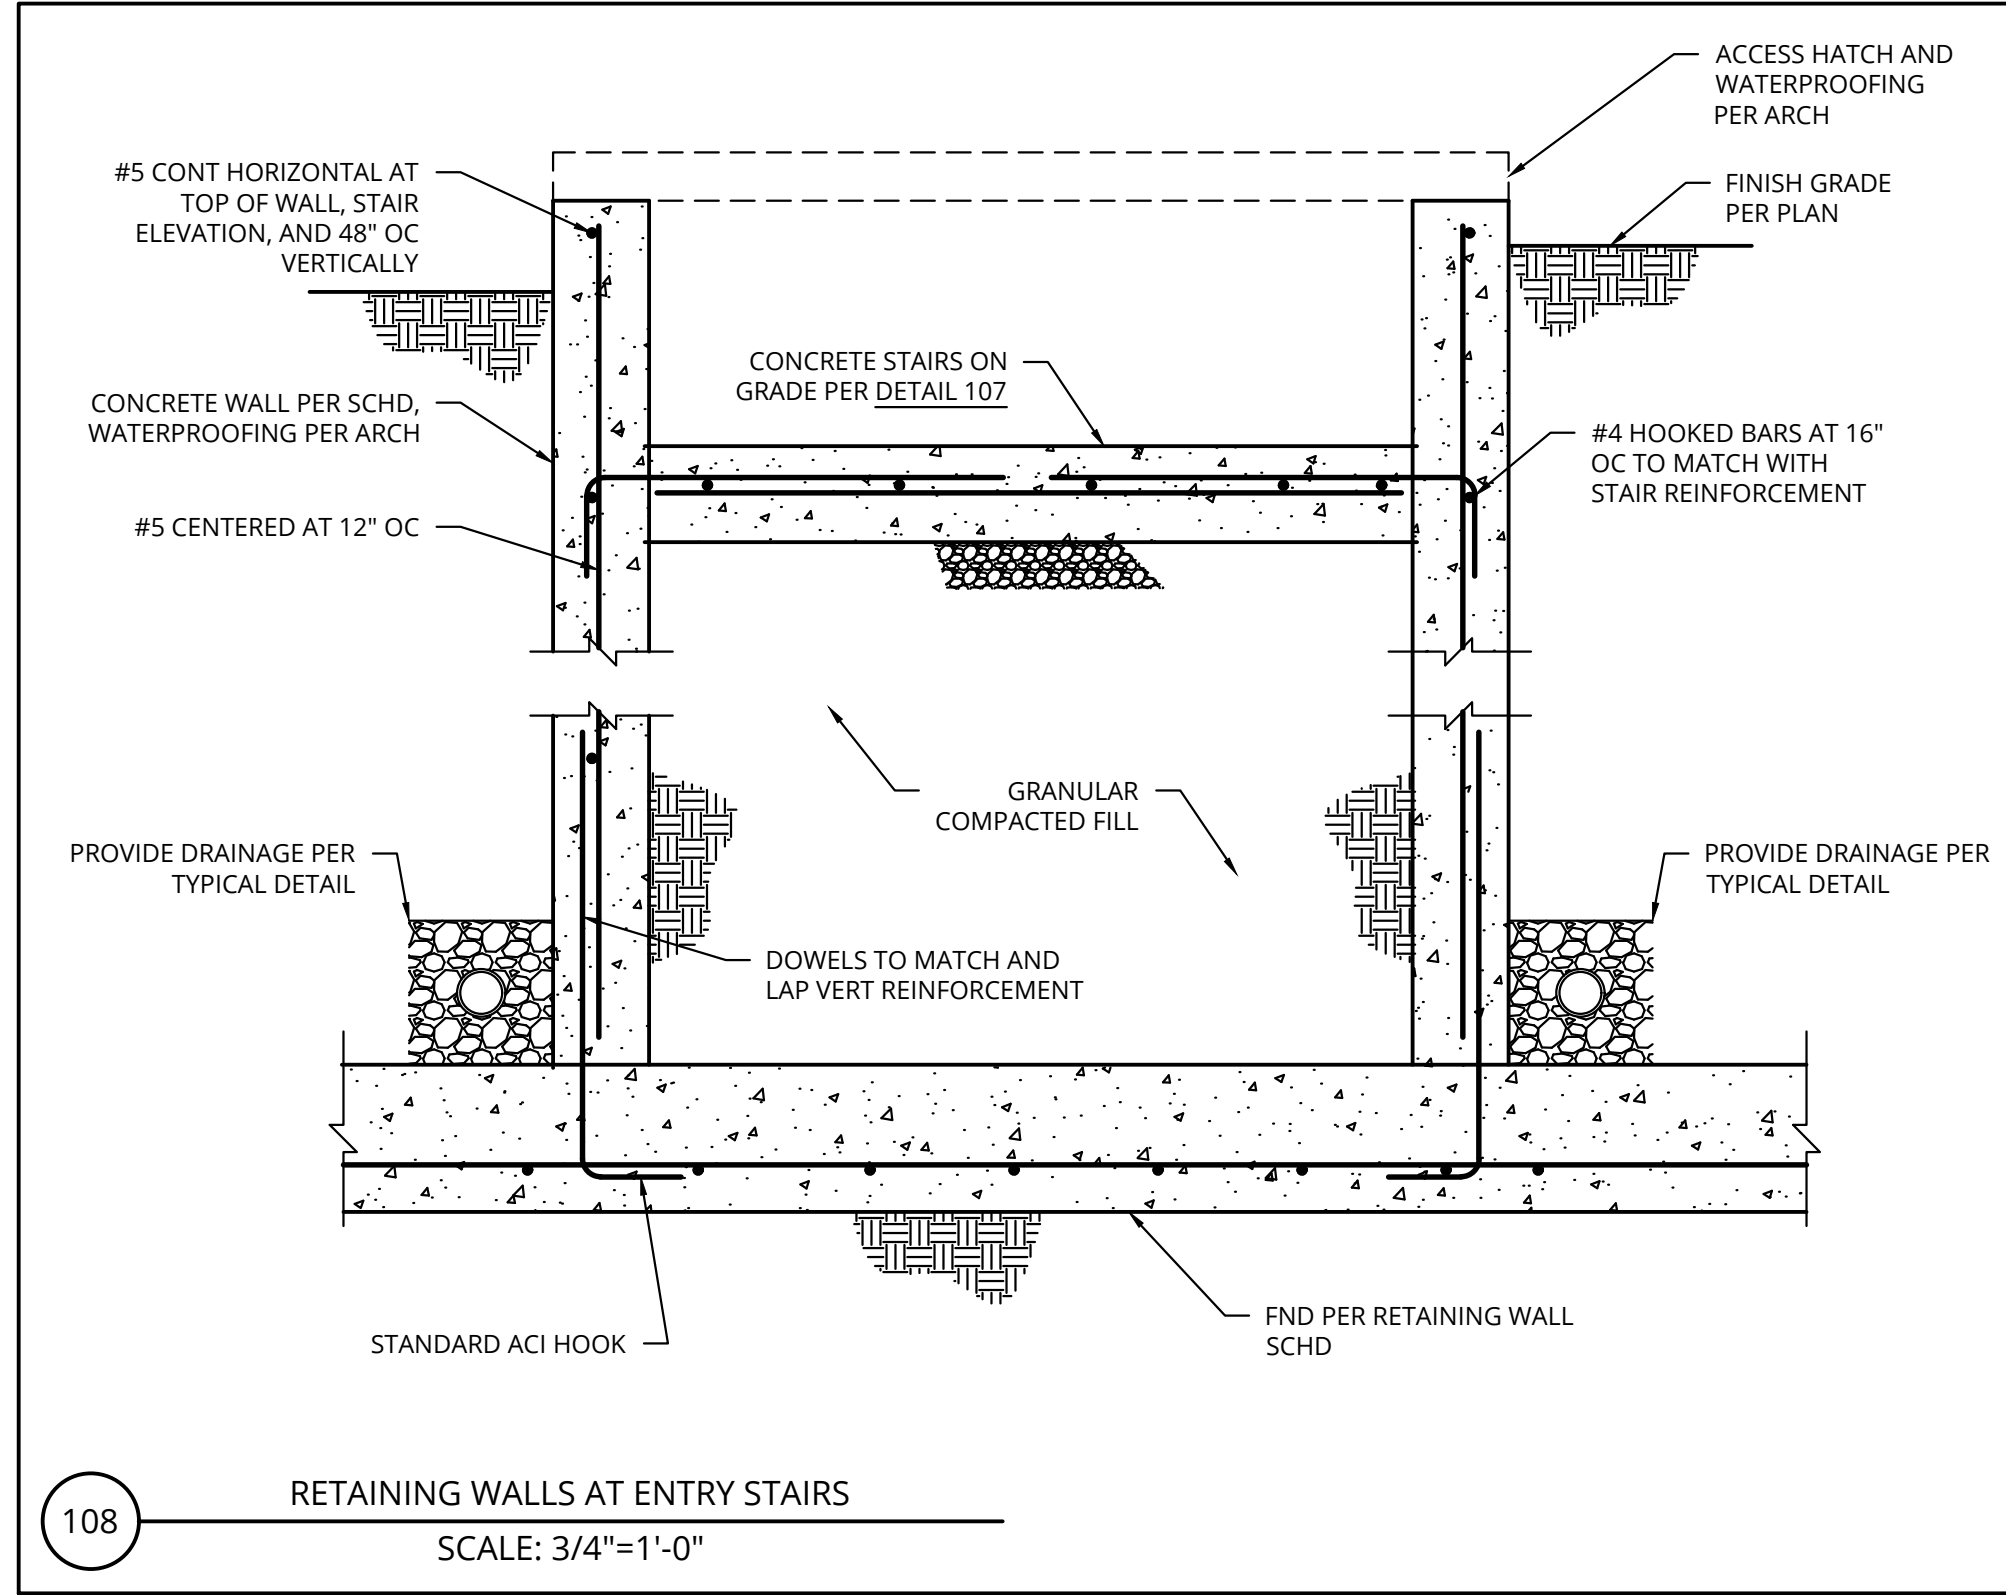 ACCESS HATCH AND
WATERPROOFING
PER ARCH
#5 CONT HORIZONTAL AT
TOP OF WALL, STAIR
ELEVATION, AND 48" OC
VERTICALLY
FINISH GRADE
PER PLAN
CONCRETE STAIRS ON
GRADE PER DETAIL 107
CONCRETE WALL PER SCHD,
WATERPROOFING PER ARCH
#4 HOOKED BARS AT 16"
OC TO MATCH WITH
STAIR REINFORCEMENT
#5 CENTERED AT 12" OC
GRANULAR
COMPACTED FILL
PROVIDE DRAINAGE PER
TYPICAL DETAIL
PROVIDE DRAINAGE PER
TYPICAL DETAIL
DOWELS TO MATCH AND
LAP VERT REINFORCEMENT
STANDARD ACI HOOK
FND PER RETAINING WALL
SCHD
108
RETAINING WALLS AT ENTRY STAIRS
SCALE: 3/4"=1'-0"